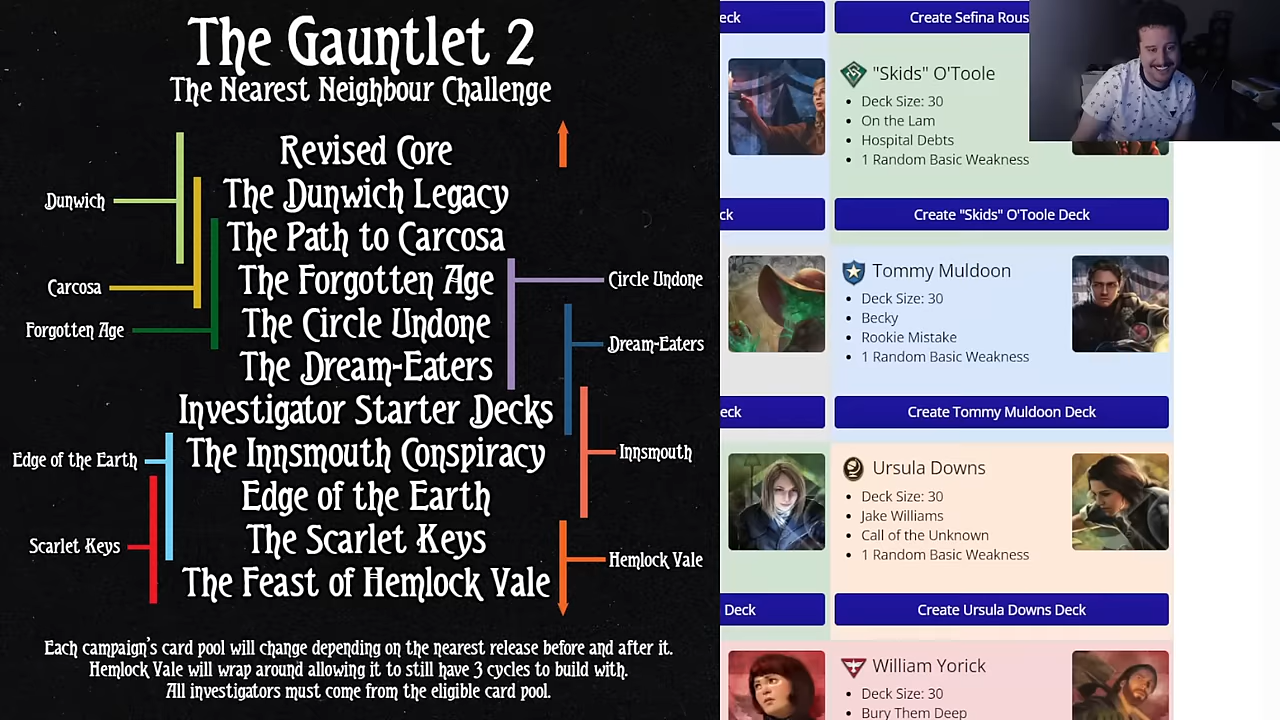 The Gauntlet 2
The Nearest Neighbour Challenge
Revised Core
The Dunwich Legacy
The Path to Carcosa
The Forgotten Age
The Circle Undone
The Dream-Eaters
Investigator Starter Decks
The Innsmouth Conspiracy
Edge of the Earth
The Scarlet Keys
The Feast of Hemlock Vale
Dunwich
Carcosa
Forgotten Age
Edge of the Earth
Scarlet Keys
Circle Undone
Dream-Eaters
Innsmouth
Hemlock Vale
Each campaign's card pool will change depending on the nearest release before and after it.
Hemlock Vale will wrap around allowing it to still have 3 cycles to build with.
All investigators must come from the eligible card pool.
eck
Create Sefina Rous
"Skids" O'Toole
Deck Size: 30
On the Lam
Hospital Debts
1 Random Basic Weakness
ck
Create "Skids" O'Toole Deck
Tommy Muldoon
Deck Size: 30
Becky
Rookie Mistake
1 Random Basic Weakness
eck
Create Tommy Muldoon Deck
Ursula Downs
Deck Size: 30
Jake Williams
Call of the Unknown
1 Random Basic Weakness
Deck
Create Ursula Downs Deck
William Yorick
Deck Size: 30
Bury Them Deep